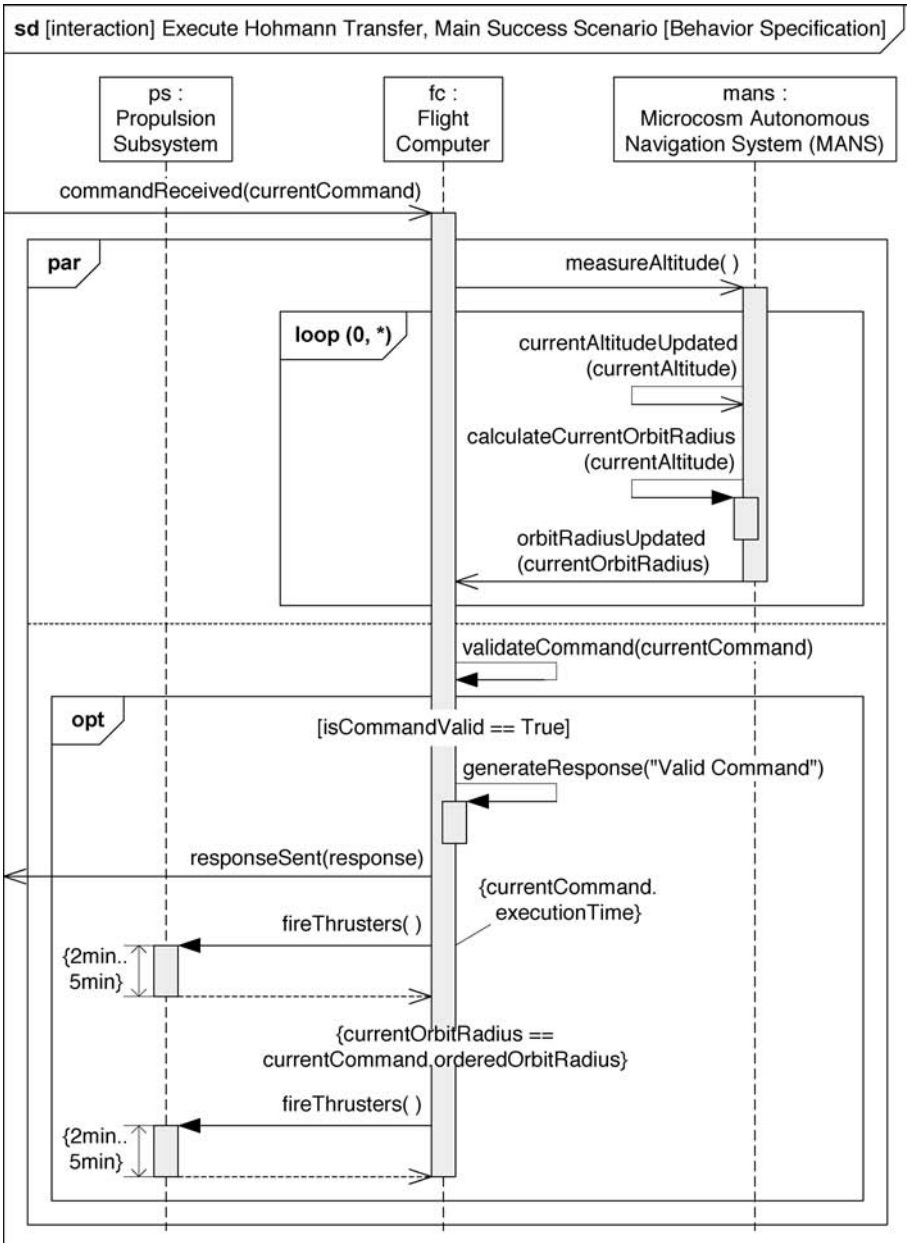 sd [interaction] Execute Hohmann Transfer, Main Success Scenario [Behavior Specification]
ps :
Propulsion
Subsystem
fc :
Flight
Computer
mans :
Microcosm Autonomous
Navigation System (MANS)
commandReceived(currentCommand)
par
measureAltitude( )
loop (0, *)
currentAltitudeUpdated
(currentAltitude)
calculateCurrentOrbitRadius
(currentAltitude)
orbitRadiusUpdated
(currentOrbitRadius)
validateCommand(currentCommand)
opt
[isCommandValid == True]
generateResponse("Valid Command")
responseSent(response)
{currentCommand.
executionTime}
fireThrusters( )
{2min..
5min}
{currentOrbitRadius ==
currentCommand.orderedOrbitRadius}
fireThrusters( )
{2min..
5min}